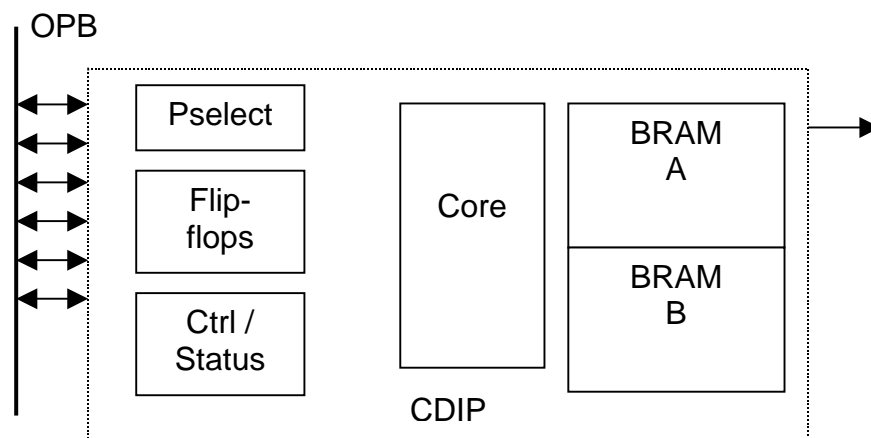 OPB
Pselect
Flip-
flops
Ctrl /
Status
Core
BRAM
A
BRAM
B
CDIP